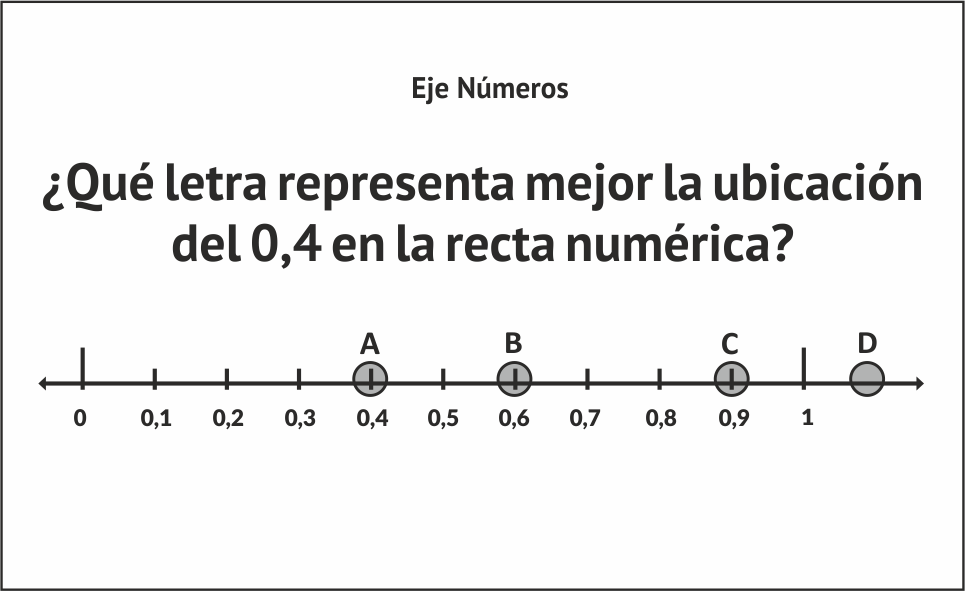 Eje Números
¿Qué letra representa mejor la ubicación
del 0,4 en la recta numérica?
A B C D
0 0,1 0,2 0,3 0,4 0,5 0,6 0,7 0,8 0,9 1